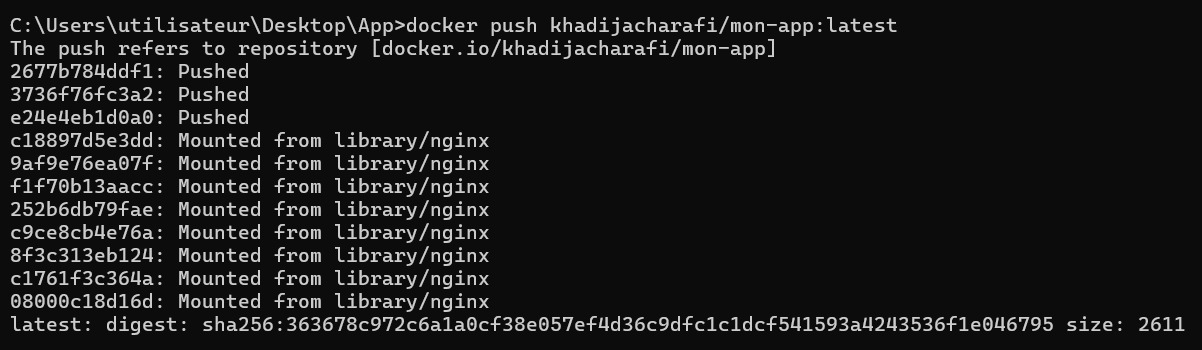 C:\Users\utilisateur\Desktop\App>docker push khadijacharafi/mon-app:latest
The push refers to repository [docker.io/khadijacharafi/mon-app]
2677b784ddf1: Pushed
3736f76fc3a2: Pushed
e24e4eb1d0a0: Pushed
c18897d5e3dd: Mounted from library/nginx
9af9e76ea07f: Mounted from library/nginx
f1f70b13aacc: Mounted from library/nginx
252b6db79fae: Mounted from library/nginx
c9ce8cb4e76a: Mounted from library/nginx
8f3c313eb124: Mounted from library/nginx
c1761f3c364a: Mounted from library/nginx
08000c18d16d: Mounted from library/nginx
latest: digest: sha256:363678c972c6a1a0cf38e057ef4d36c9dfc1c1dcf541593a4243536f1e046795 size: 2611